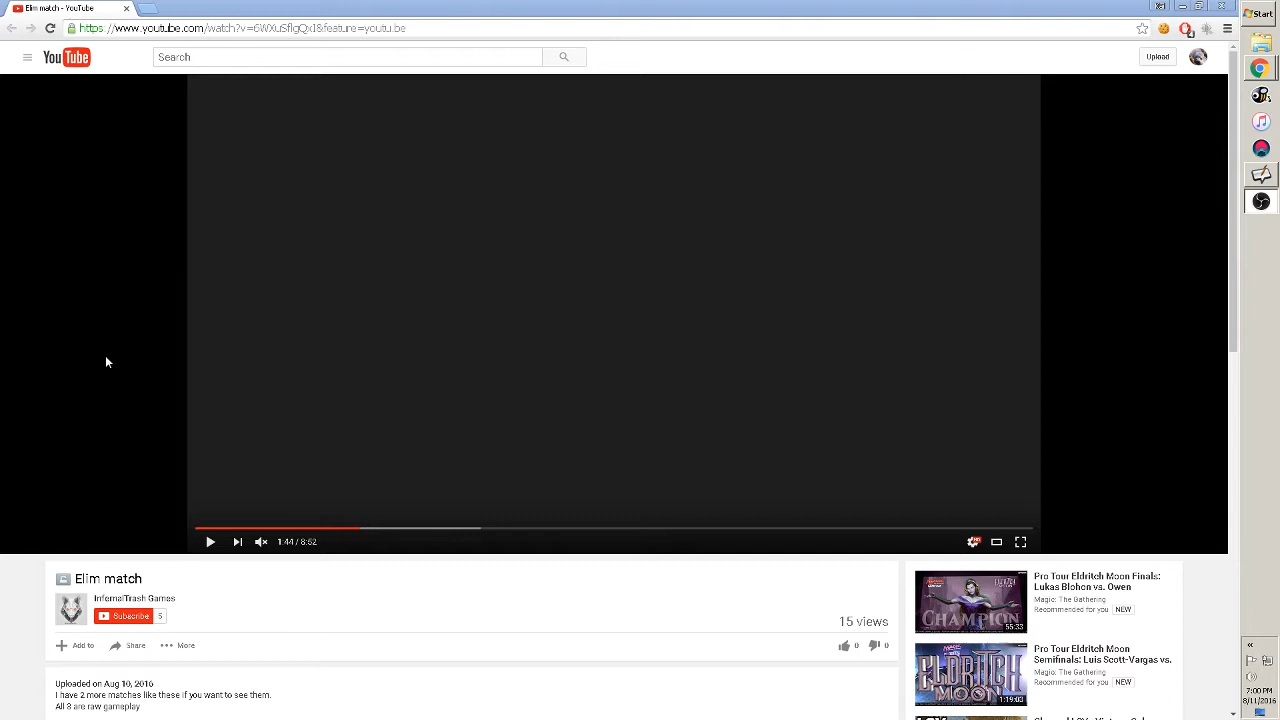 Elim match - YouTube
Start
https://www.youtube.com/watch?v=6WXuSflgQxI&feature=youtu.be
YouTube
Search
Upload
1:44 / 8:52
HD
Elim match
InfernalTrash Games
Subscribe 5
15 views
Add to Share More
0 0
Uploaded on Aug 10, 2016
I have 2 more matches like these if you want to see them.
All 3 are raw gameplay
CHAMPION
55:33
Pro Tour Eldritch Moon Finals:
Lukas Blohon vs. Owen
Magic: The Gathering
Recommended for you NEW
ELDRITCH
MOON
1:19:03
Pro Tour Eldritch Moon
Semifinals: Luis Scott-Vargas vs.
Magic: The Gathering
Recommended for you NEW
7:00 PM